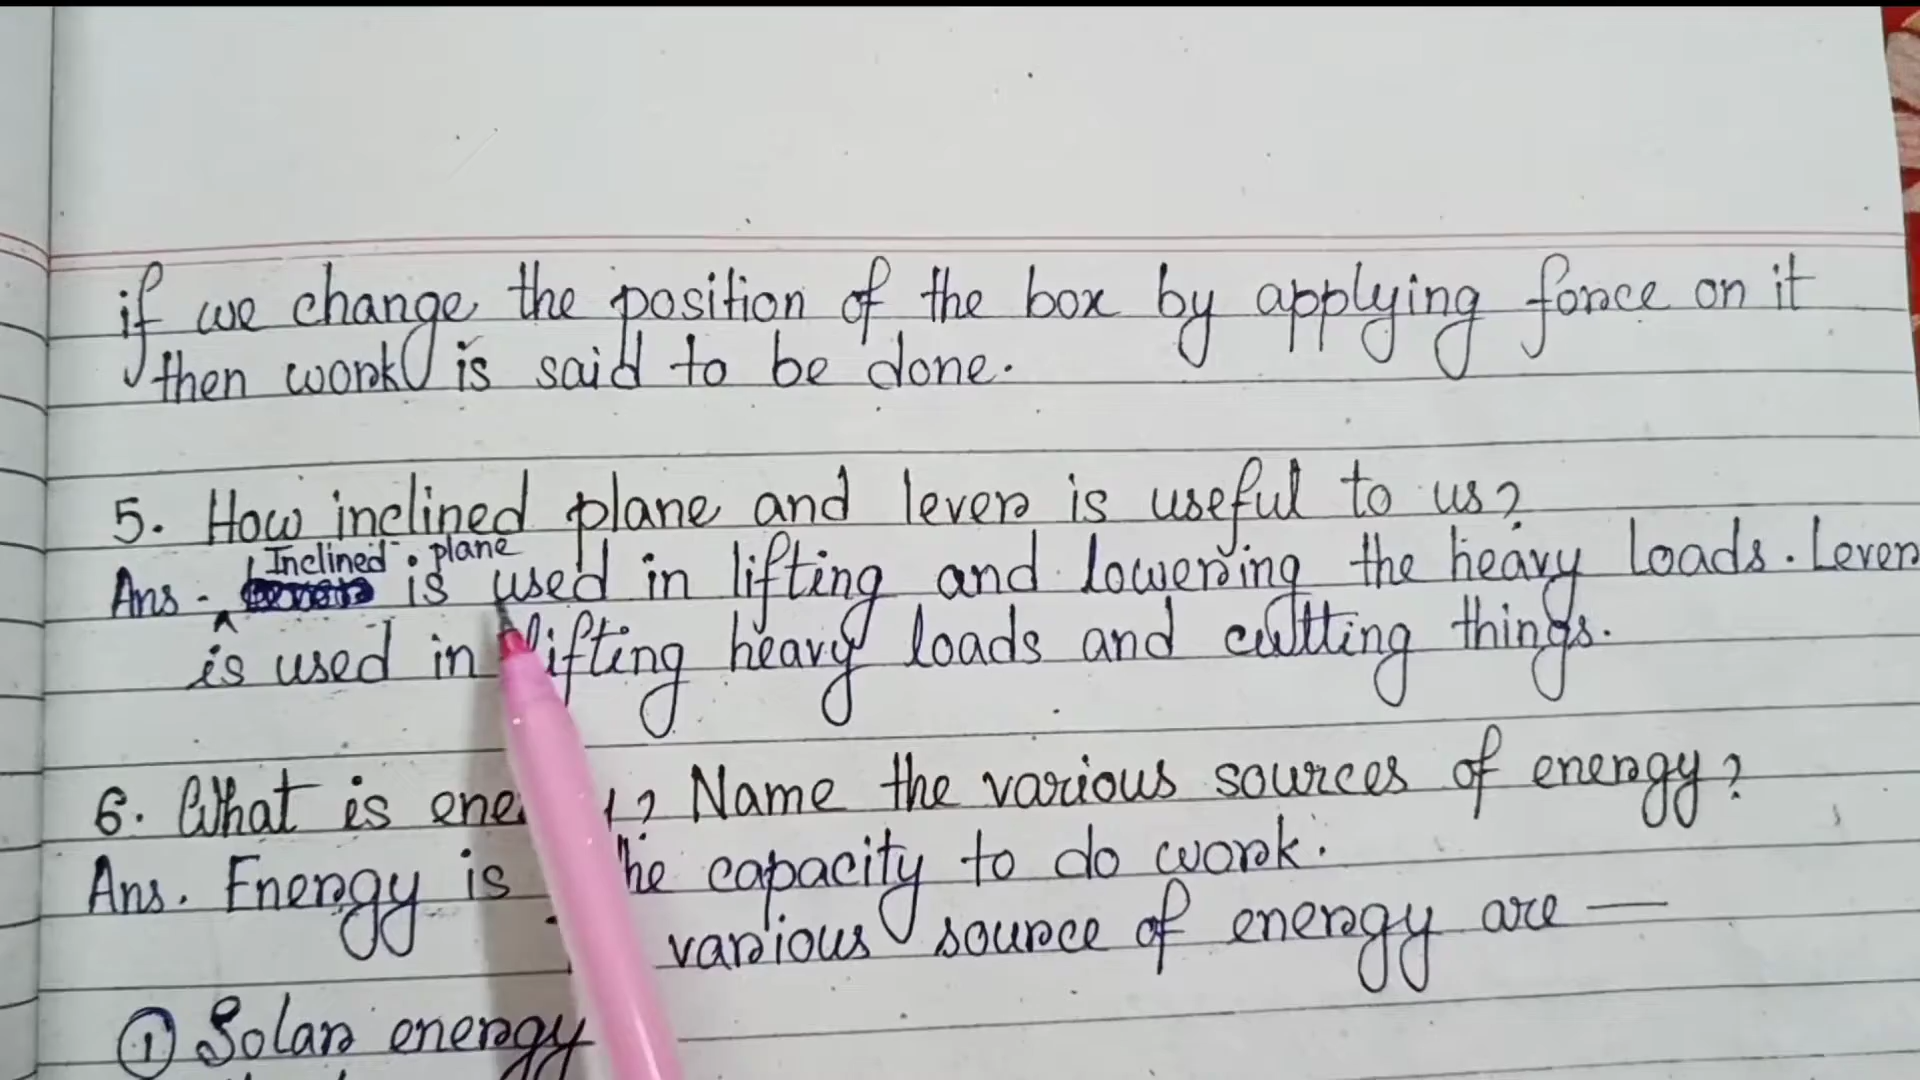 if we change the position of the box by applying force on it
then work is said to be done.
5. How inclined plane and lever is useful to us?
Inclined plane
Ans. is used in lifting and lowering the heavy loads. Lever
is used in lifting heavy loads and cutting things.
6. What is ? Name the various sources of energy?
Ans. Energy is the capacity to do work.
various source of energy are —
① Solar energy